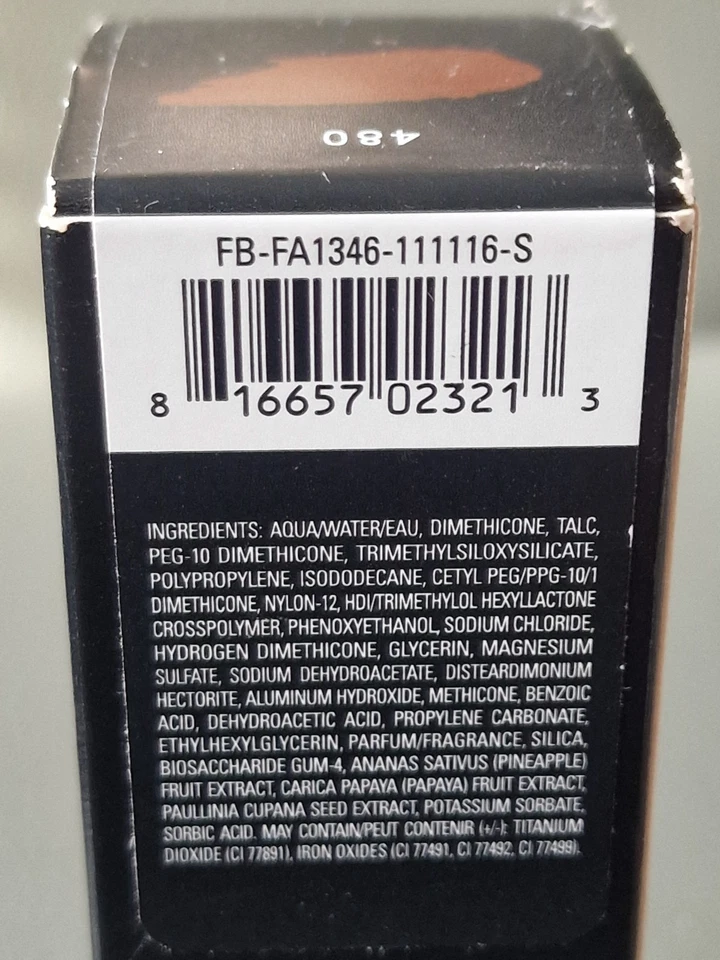 480
FB-FA1346-111116-S
8 16657 02321 3
INGREDIENTS: AQUA/WATER/EAU, DIMETHICONE, TALC,
PEG-10 DIMETHICONE, TRIMETHYLSILOXYSILICATE,
POLYPROPYLENE, ISODODECANE, CETYL PEG/PPG-10/1
DIMETHICONE, NYLON-12, HDI/TRIMETHYLOL HEXYLLACTONE
CROSSPOLYMER, PHENOXYETHANOL, SODIUM CHLORIDE,
HYDROGEN DIMETHICONE, GLYCERIN, MAGNESIUM
SULFATE, SODIUM DEHYDROACETATE, DISTEARDIMONIUM
HECTORITE, ALUMINUM HYDROXIDE, METHICONE, BENZOIC
ACID, DEHYDROACETIC ACID, PROPYLENE CARBONATE,
ETHYLHEXYLGLYCERIN, PARFUM/FRAGRANCE, SILICA,
BIOSACCHARIDE GUM-4, ANANAS SATIVUS (PINEAPPLE)
FRUIT EXTRACT, CARICA PAPAYA (PAPAYA) FRUIT EXTRACT,
PAULLINIA CUPANA SEED EXTRACT, POTASSIUM SORBATE,
SORBIC ACID. MAY CONTAIN/PEUT CONTENIR (+/-): TITANIUM
DIOXIDE (CI 77891), IRON OXIDES (CI 77491, CI 77492, CI 77499).